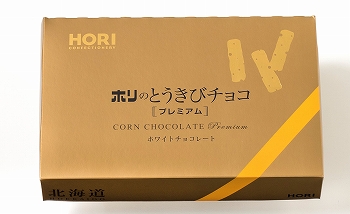 HORI
CONFECTIONERY
ホリのとうきびチョコ
[プレミアム]
CORN CHOCOLATE Premium
ホワイトチョコレート
北海道
HORI